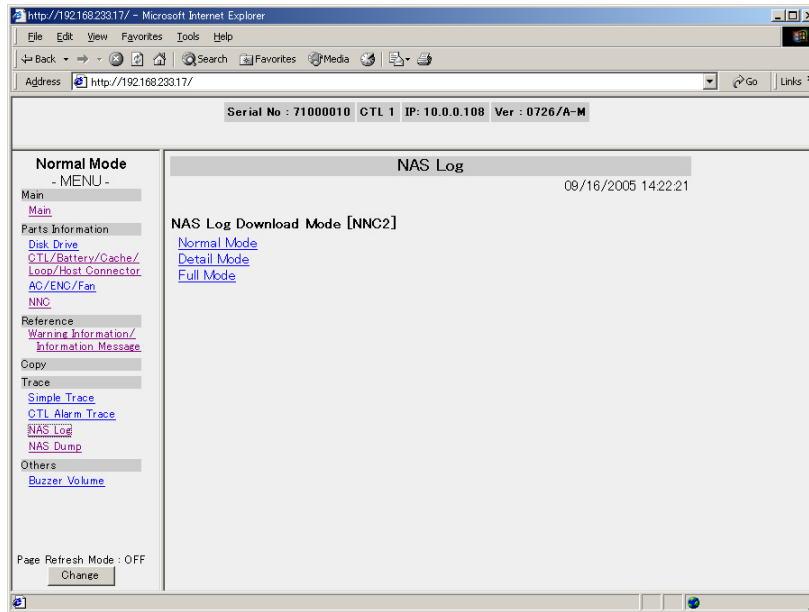 http://192.168.233.17/ - Microsoft Internet Explorer
File Edit View Favorites Tools Help
Back Search Favorites Media
Address http://192.168.233.17/ Go Links
Serial No : 71000010 CTL 1 IP: 10.0.0.108 Ver : 0726/A-M
Normal Mode
- MENU -
Main
Main
Parts Information
Disk Drive
CTL/Battery/Cache/
Loop/Host Connector
AC/ENC/Fan
NNC
Reference
Warning Information/
Information Message
Copy
Trace
Simple Trace
CTL Alarm Trace
NAS Log
NAS Dump
Others
Buzzer Volume
Page Refresh Mode : OFF
Change
NAS Log
09/16/2005 14:22:21
NAS Log Download Mode [NNC2]
Normal Mode
Detail Mode
Full Mode